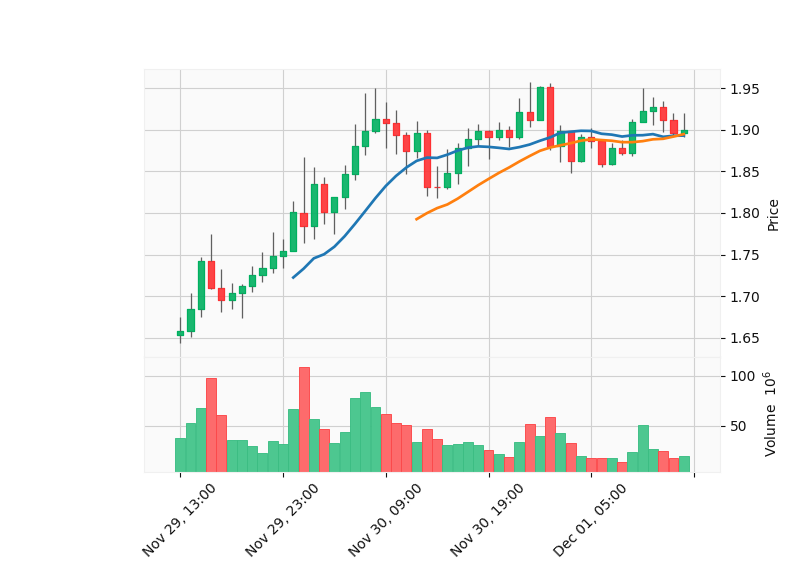 1.95
1.90
1.85
1.80
1.75
1.70
1.65
Price
100
50
Volume 10^6
Nov 29, 13:00
Nov 29, 23:00
Nov 30, 09:00
Nov 30, 19:00
Dec 01, 05:00